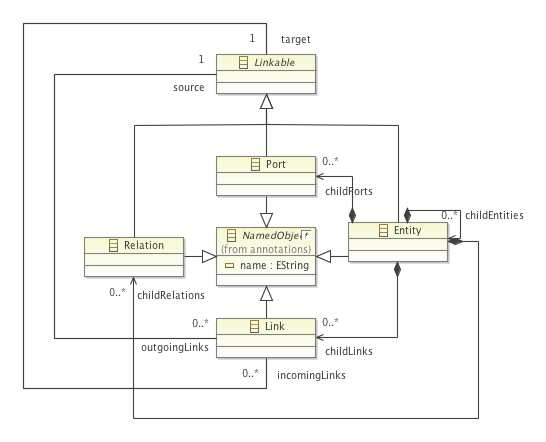 1 target
1
Linkable
source
Port
0..*
childPorts
NamedObje
(from annotations)
name : EString
0..* childEntities
Entity
Relation
0..* childRelations
0..*
Link
0..*
outgoingLinks
childLinks
0..* incomingLinks